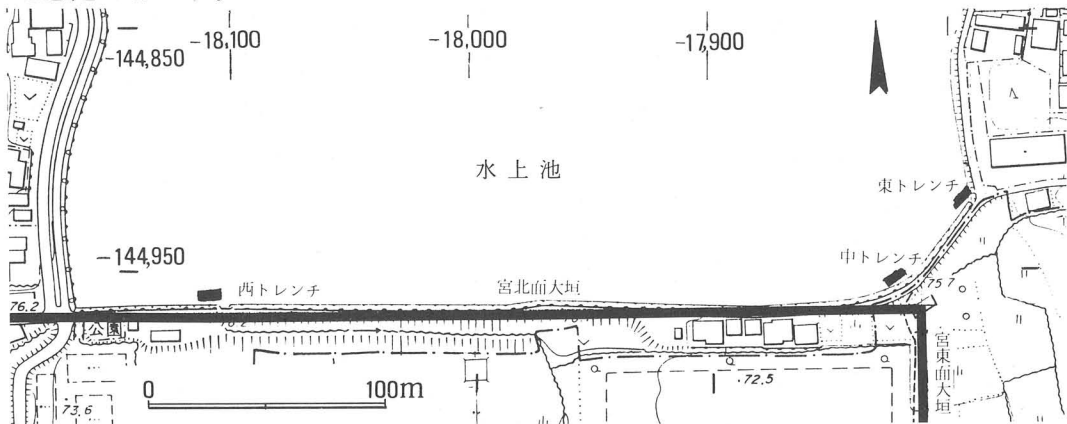 -18,100
-18,000
-17,900
-144,850
水上池
東トレンチ
-144,950
中トレンチ
西トレンチ
宮北面大垣
75.7
76.2
公園
宮東面大垣
0
100m
72.5
73.6